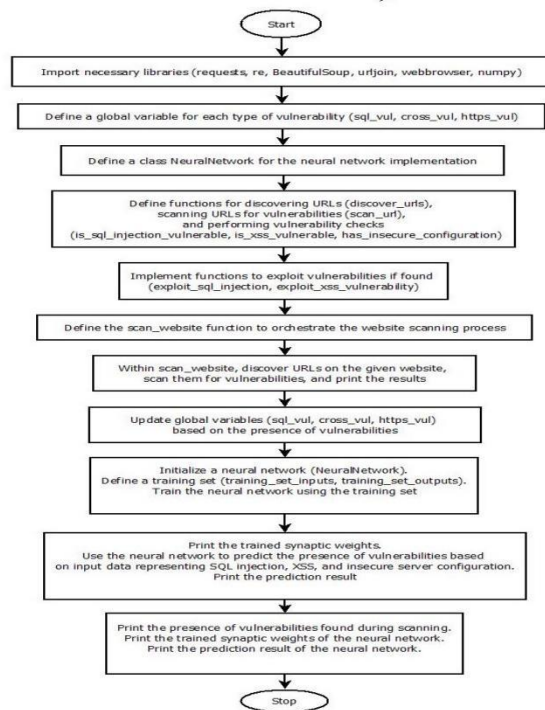 Start
Import necessary libraries (requests, re, BeautifulSoup, urljoin, webbrowser, numpy)
Define a global variable for each type of vulnerability (sql_vul, cross_vul, https_vul)
Define a class NeuralNetwork for the neural network implementation
Define functions for discovering URLs (discover_urls),
scanning URLs for vulnerabilities (scan_url),
and performing vulnerability checks
(is_sql_injection_vulnerable, is_xss_vulnerable, has_insecure_configuration)
Implement functions to exploit vulnerabilities if found
(exploit_sql_injection, exploit_xss_vulnerability)
Define the scan_website function to orchestrate the website scanning process
Within scan_website, discover URLs on the given website,
scan them for vulnerabilities, and print the results
Update global variables (sql_vul, cross_vul, https_vul)
based on the presence of vulnerabilities
Initialize a neural network (NeuralNetwork).
Define a training set (training_set_inputs, training_set_outputs).
Train the neural network using the training set
Print the trained synaptic weights.
Use the neural network to predict the presence of vulnerabilities based
on input data representing SQL injection, XSS, and insecure server configuration.
Print the prediction result
Print the presence of vulnerabilities found during scanning.
Print the trained synaptic weights of the neural network.
Print the prediction result of the neural network.
Stop